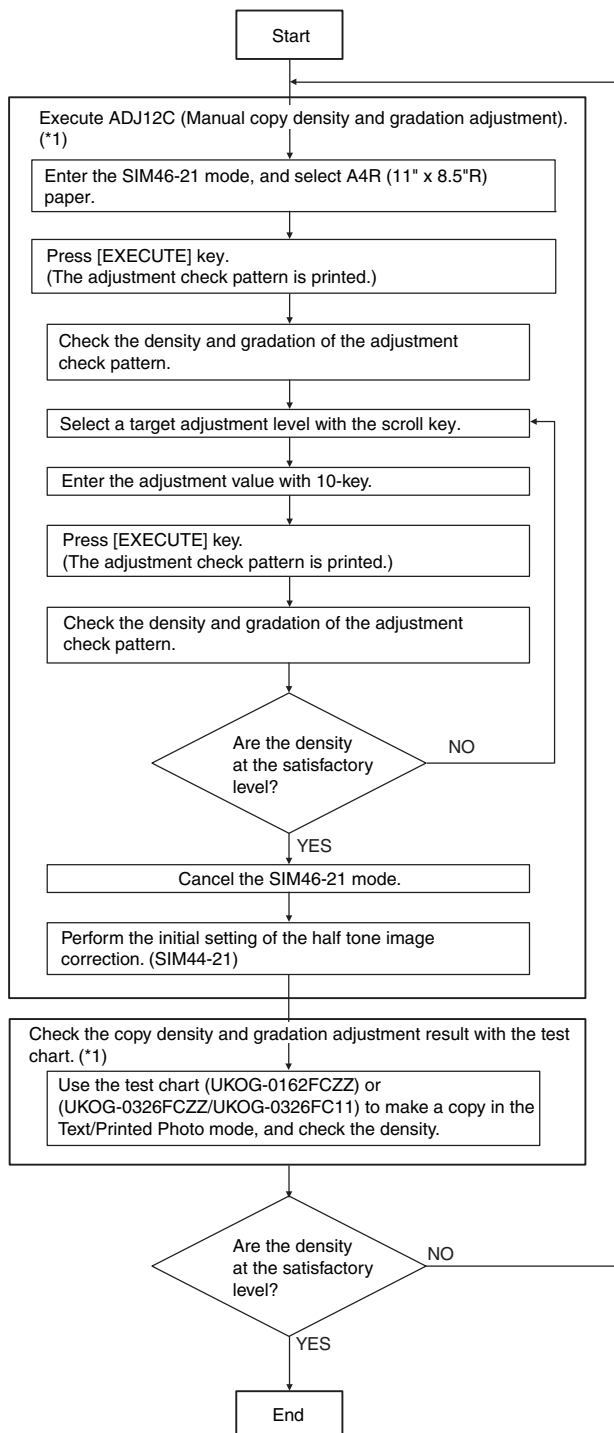 Start
Execute ADJ12C (Manual copy density and gradation adjustment).
(*1)
Enter the SIM46-21 mode, and select A4R (11" x 8.5"R)
paper.
Press [EXECUTE] key.
(The adjustment check pattern is printed.)
Check the density and gradation of the adjustment
check pattern.
Select a target adjustment level with the scroll key.
Enter the adjustment value with 10-key.
Press [EXECUTE] key.
(The adjustment check pattern is printed.)
Check the density and gradation of the adjustment
check pattern.
Are the density
at the satisfactory
level?
NO
YES
Cancel the SIM46-21 mode.
Perform the initial setting of the half tone image
correction. (SIM44-21)
Check the copy density and gradation adjustment result with the test
chart. (*1)
Use the test chart (UKOG-0162FCZZ) or
(UKOG-0326FCZZ/UKOG-0326FC11) to make a copy in the
Text/Printed Photo mode, and check the density.
Are the density
at the satisfactory
level?
NO
YES
End